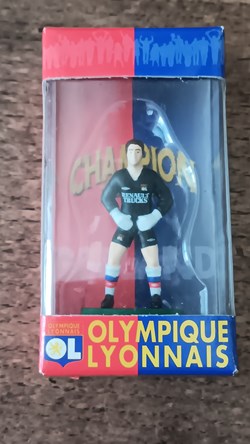 CHAMPION
RENAULT
TRUCKS
OLYMPIQUE
LYONNAIS
OL
OLYMPIQUE
LYONNAIS